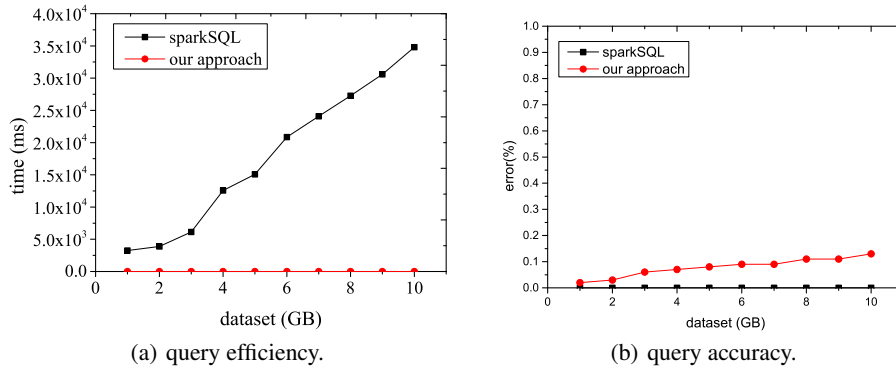 4.0x10⁴
3.5x10⁴
3.0x10⁴
2.5x10⁴
2.0x10⁴
1.5x10⁴
1.0x10⁴
5.0x10³
0.0
time (ms)
sparkSQL
our approach
0 2 4 6 8 10
dataset (GB)
(a) query efficiency.
1.0
0.9
0.8
0.7
0.6
0.5
0.4
0.3
0.2
0.1
0.0
error(%)
sparkSQL
our approach
0 2 4 6 8 10
dataset (GB)
(b) query accuracy.